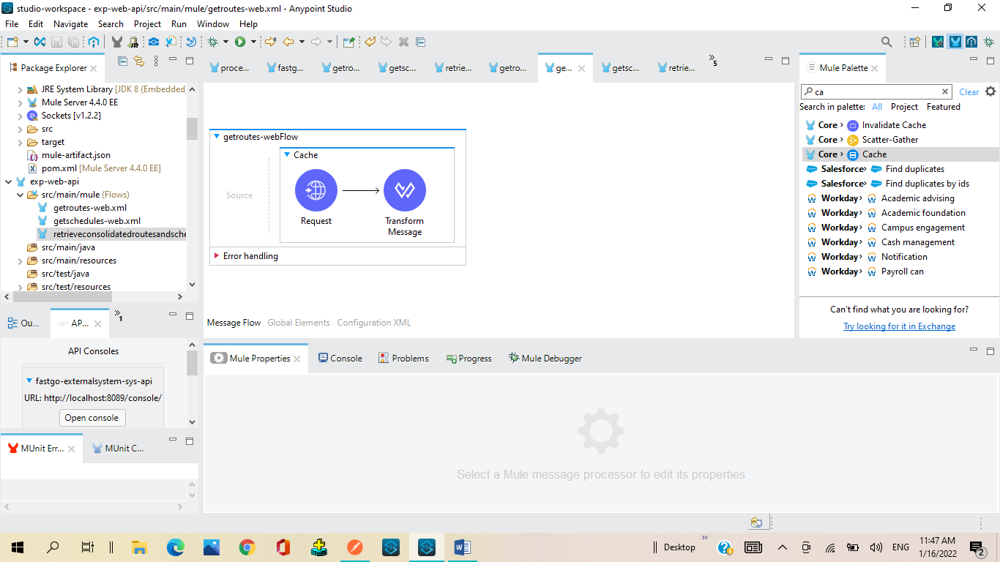 studio-workspace - exp-web-api/src/main/mule/getroutes-web.xml - Anypoint Studio
File Edit Navigate Search Project Run Window Help
Package Explorer
JRE System Library [JDK 8 (Embedded
Mule Server 4.4.0 EE
Sockets [v1.2.2]
src
target
mule-artifact.json
pom.xml [Mule Server 4.4.0 EE]
exp-web-api
src/main/mule (Flows)
getroutes-web.xml
getschedules-web.xml
retrieveconsolidatedroutesandsche
src/main/java
src/main/resources
src/test/java
src/test/resources
proce... fastg... getro... getsc... retrie... getro... ge... getsc... retrie... 5
getroutes-webFlow
Cache
Source
Request
Transform
Message
Error handling
Message Flow Global Elements Configuration XML
Mule Palette
ca
Clear
Search in palette: All Project Featured
Core > Invalidate Cache
Core > Scatter-Gather
Core > Cache
Salesforce> Find duplicates
Salesforce> Find duplicates by ids
Workday> Academic advising
Workday> Academic foundation
Workday> Campus engagement
Workday> Cash management
Workday> Notification
Workday> Payroll can
Can't find what you are looking for?
Try looking for it in Exchange
Ou... api AP... 1
API Consoles
fastgo-externalsystem-sys-api
URL: http://localhost:8089/console/
Open console
MUnit Err... MUnit C...
Mule Properties Console Problems Progress Mule Debugger
Select a Mule message processor to edit its properties
Desktop
ENG
11:47 AM
1/16/2022
2